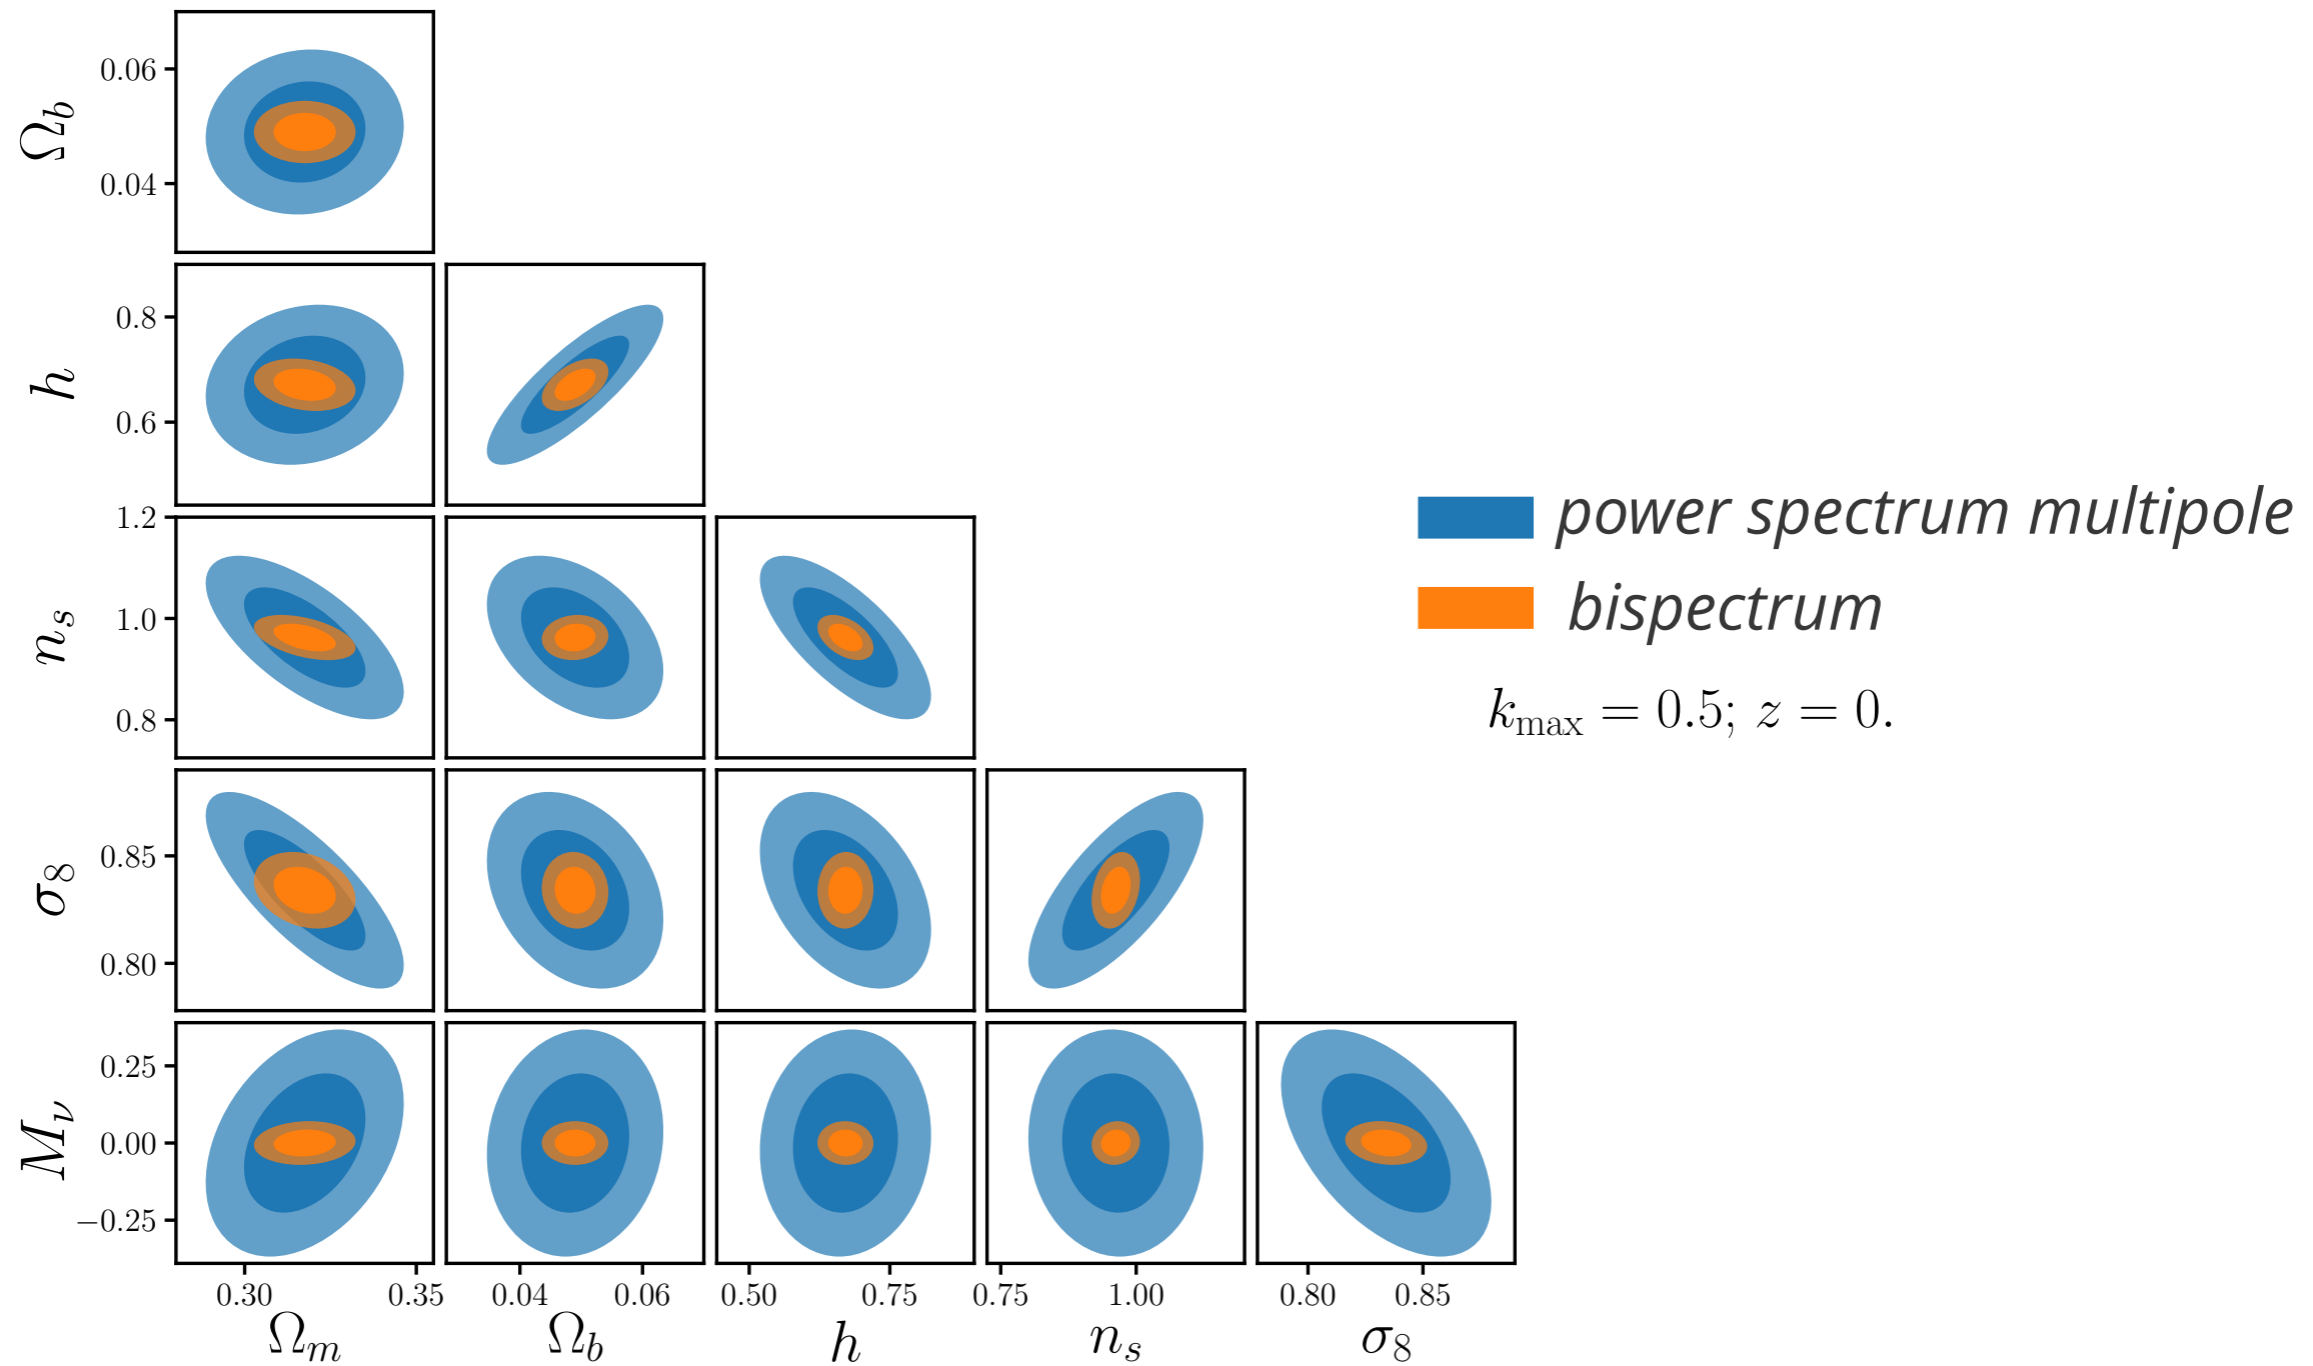 0.06
Ω_b
0.04
0.8
h
0.6
1.2
n_s
1.0
0.8
power spectrum multipole
bispectrum
k_max = 0.5; z = 0.
0.85
σ_8
0.80
0.25
M_ν
0.00
−0.25
0.30 0.35 0.04 0.06 0.50 0.75 0.75 1.00 0.80 0.85
Ω_m Ω_b h n_s σ_8